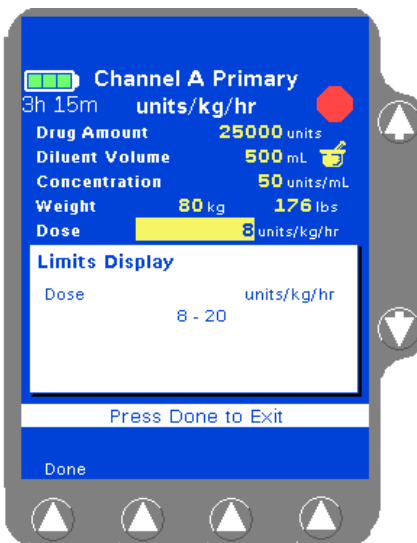 Channel A Primary
3h 15m units/kg/hr
Drug Amount 25000 units
Diluent Volume 500 mL
Concentration 50 units/mL
Weight 80 kg 176 lbs
Dose 8 units/kg/hr
Limits Display
Dose units/kg/hr
8 - 20
Press Done to Exit
Done